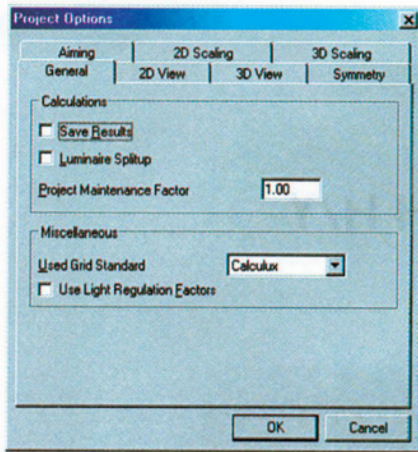 Project Options
Aiming 2D Scaling 3D Scaling
General 2D View 3D View Symmetry
Calculations
Save Results
Luminaire Splitup
Project Maintenance Factor 1.00
Miscellaneous
Used Grid Standard Calculux
Use Light Regulation Factors
OK Cancel